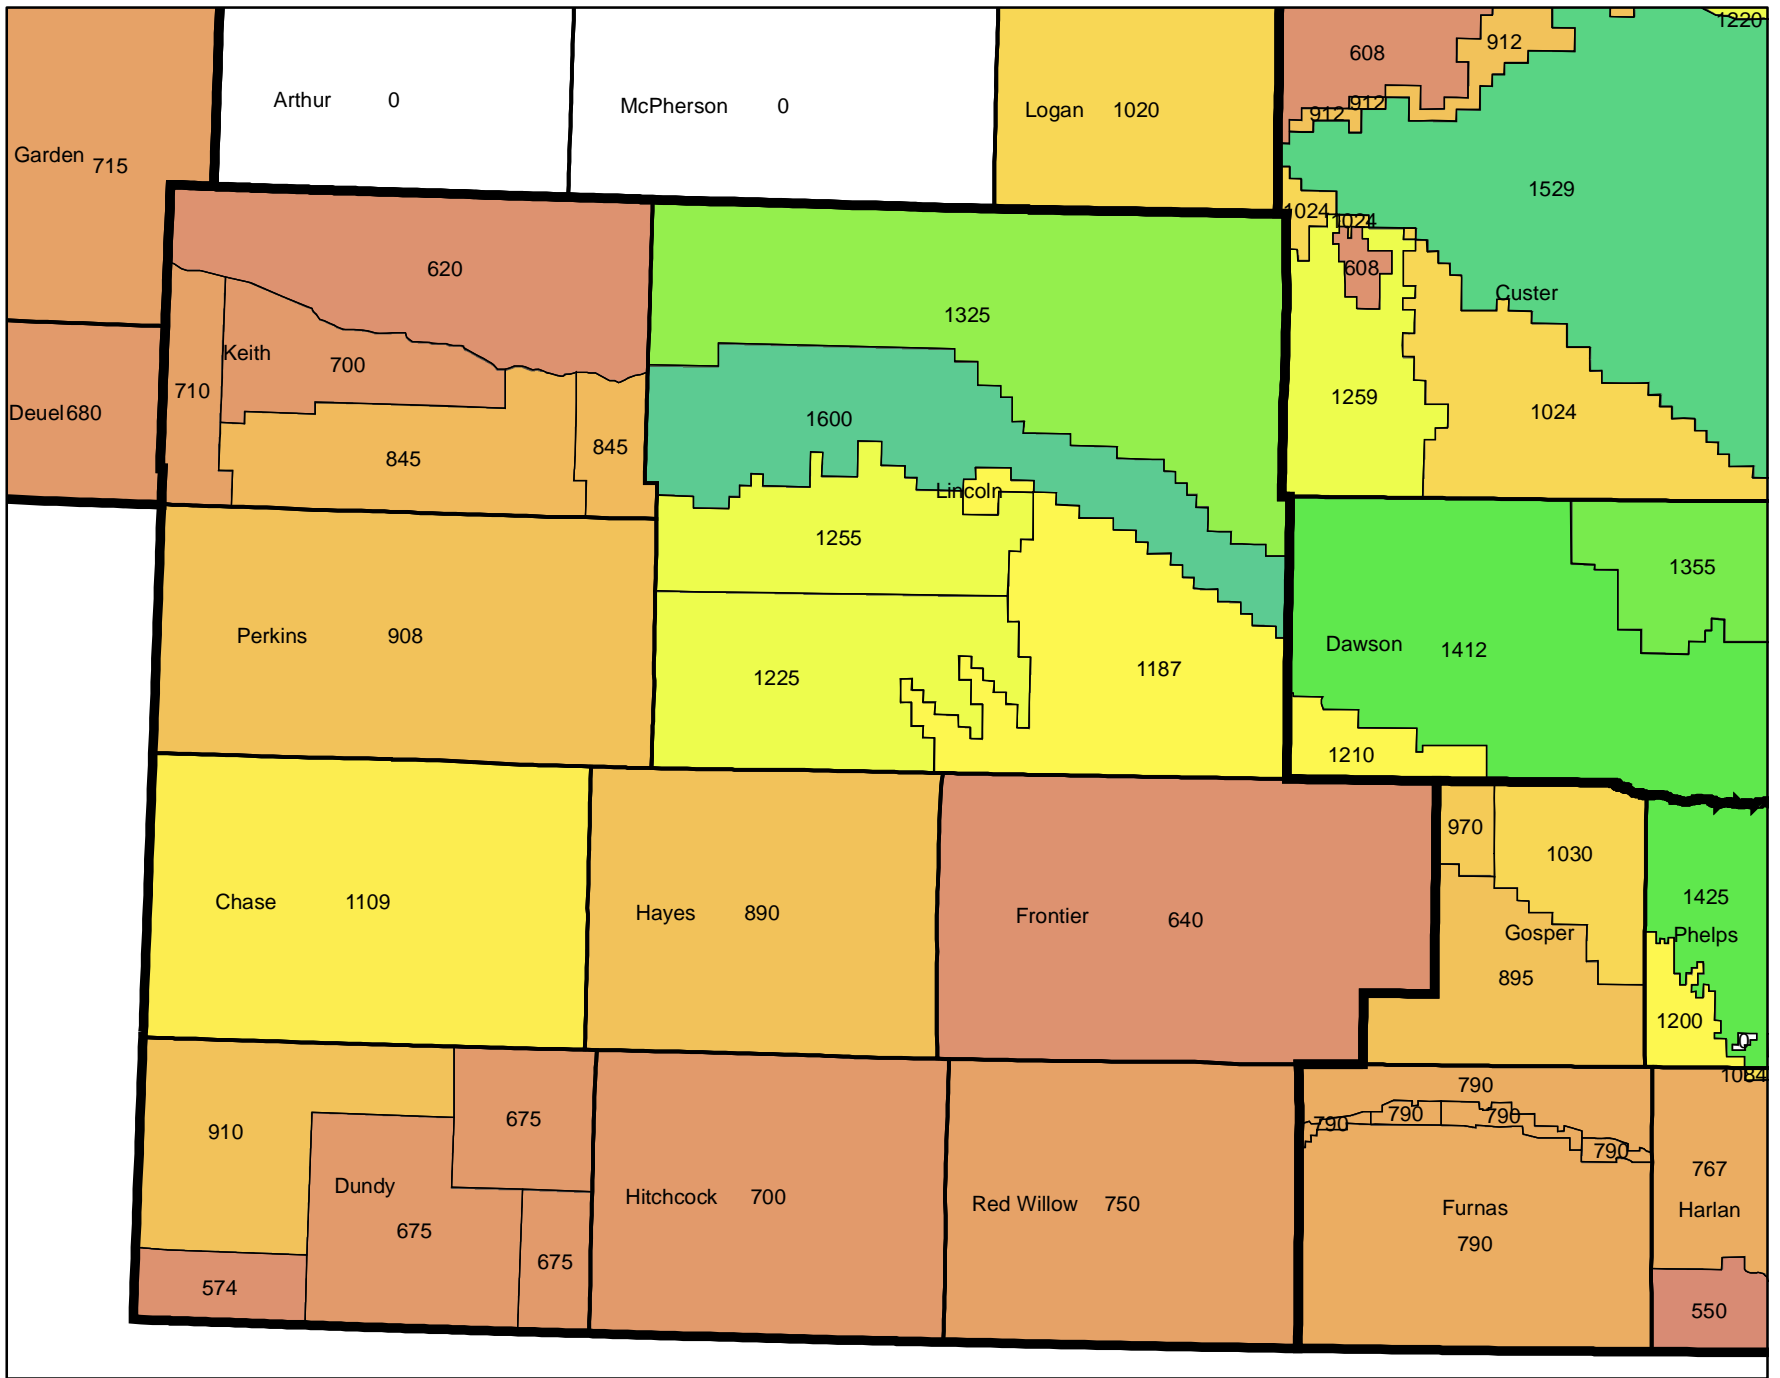 1220
608
912
Arthur 0
McPherson 0
Logan 1020
912
912
Garden 715
1529
1024
1024
620
608
Custer
1325
Keith 700
710
Deuel 680
1259
1024
1600
845
845
Lincoln
1255
1355
Perkins 908
Dawson 1412
1225
1187
1210
970
1030
Chase 1109
Hayes 890
Frontier 640
1425
Gosper
Phelps
895
1200
0
1084
790
790
790
790
790
910
675
767
Dundy
Hitchcock 700
Red Willow 750
Furnas
Harlan
675
790
675
574
550